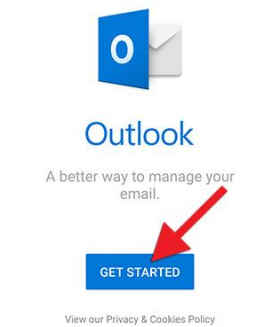 O
Outlook
A better way to manage your
email.
GET STARTED
View our Privacy & Cookies Policy